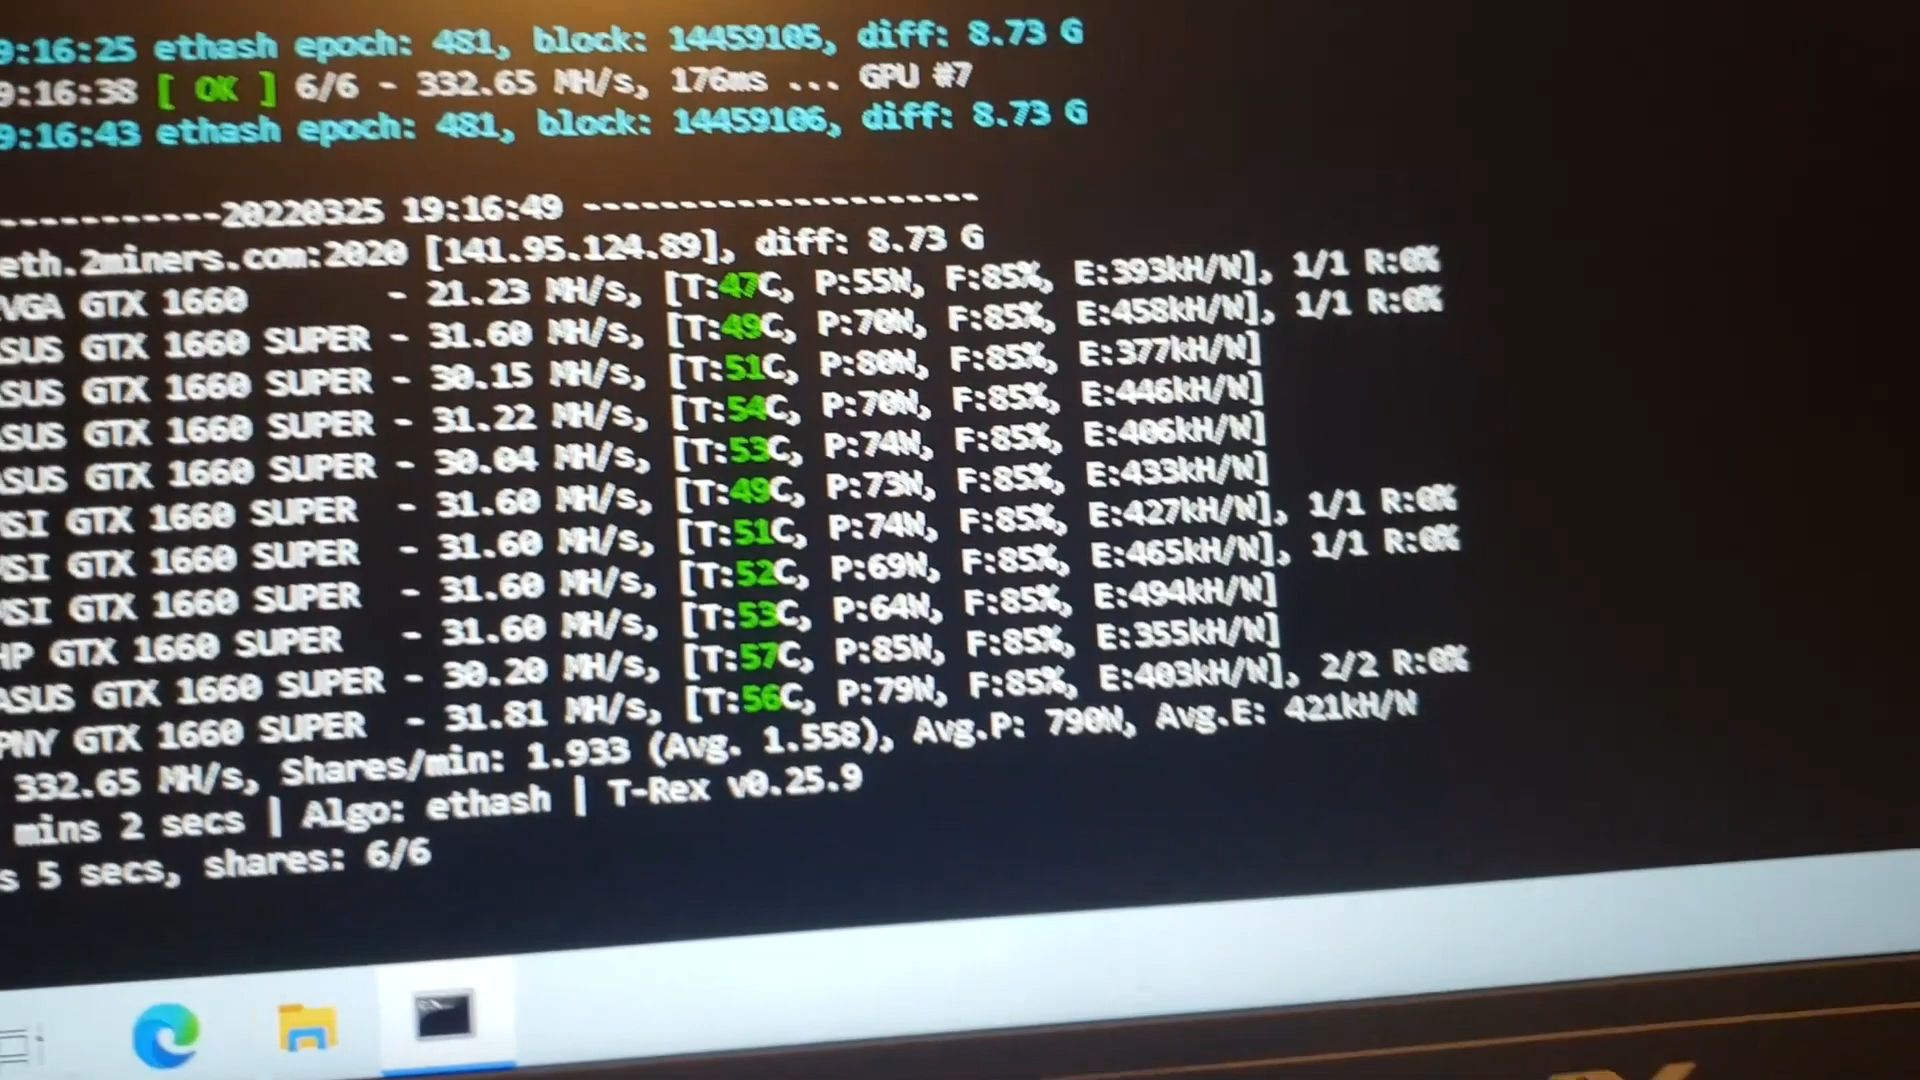 9:16:25 ethash epoch: 481, block: 14459105, diff: 8.73 G
9:16:38 [ OK ] 6/6 - 332.65 MH/s, 176ms ... GPU #7
9:16:43 ethash epoch: 481, block: 14459106, diff: 8.73 G
-----------20220325 19:16:49 --------------------
eth.2miners.com:2020 [141.95.124.89], diff: 8.73 G
VGA GTX 1660 - 21.23 MH/s, [T:47C, P:55W, F:85%, E:393kH/W], 1/1 R:0%
SUS GTX 1660 SUPER - 31.60 MH/s, [T:49C, P:70W, F:85%, E:458kH/W], 1/1 R:0%
SUS GTX 1660 SUPER - 30.15 MH/s, [T:51C, P:80W, F:85%, E:377kH/W]
SUS GTX 1660 SUPER - 31.22 MH/s, [T:54C, P:70W, F:85%, E:446kH/W]
SUS GTX 1660 SUPER - 30.04 MH/s, [T:53C, P:74W, F:85%, E:406kH/W]
SI GTX 1660 SUPER - 31.60 MH/s, [T:49C, P:73W, F:85%, E:433kH/W]
SI GTX 1660 SUPER - 31.60 MH/s, [T:51C, P:74W, F:85%, E:427kH/W], 1/1 R:0%
SI GTX 1660 SUPER - 31.60 MH/s, [T:52C, P:69W, F:85%, E:465kH/W], 1/1 R:0%
HP GTX 1660 SUPER - 31.60 MH/s, [T:53C, P:64W, F:85%, E:494kH/W]
ASUS GTX 1660 SUPER - 30.20 MH/s, [T:57C, P:85W, F:85%, E:355kH/W]
PNY GTX 1660 SUPER - 31.81 MH/s, [T:56C, P:79W, F:85%, E:403kH/W], 2/2 R:0%
332.65 MH/s, Shares/min: 1.933 (Avg. 1.558), Avg.P: 790W, Avg.E: 421kH/W
mins 2 secs | Algo: ethash | T-Rex v0.25.9
s 5 secs, shares: 6/6